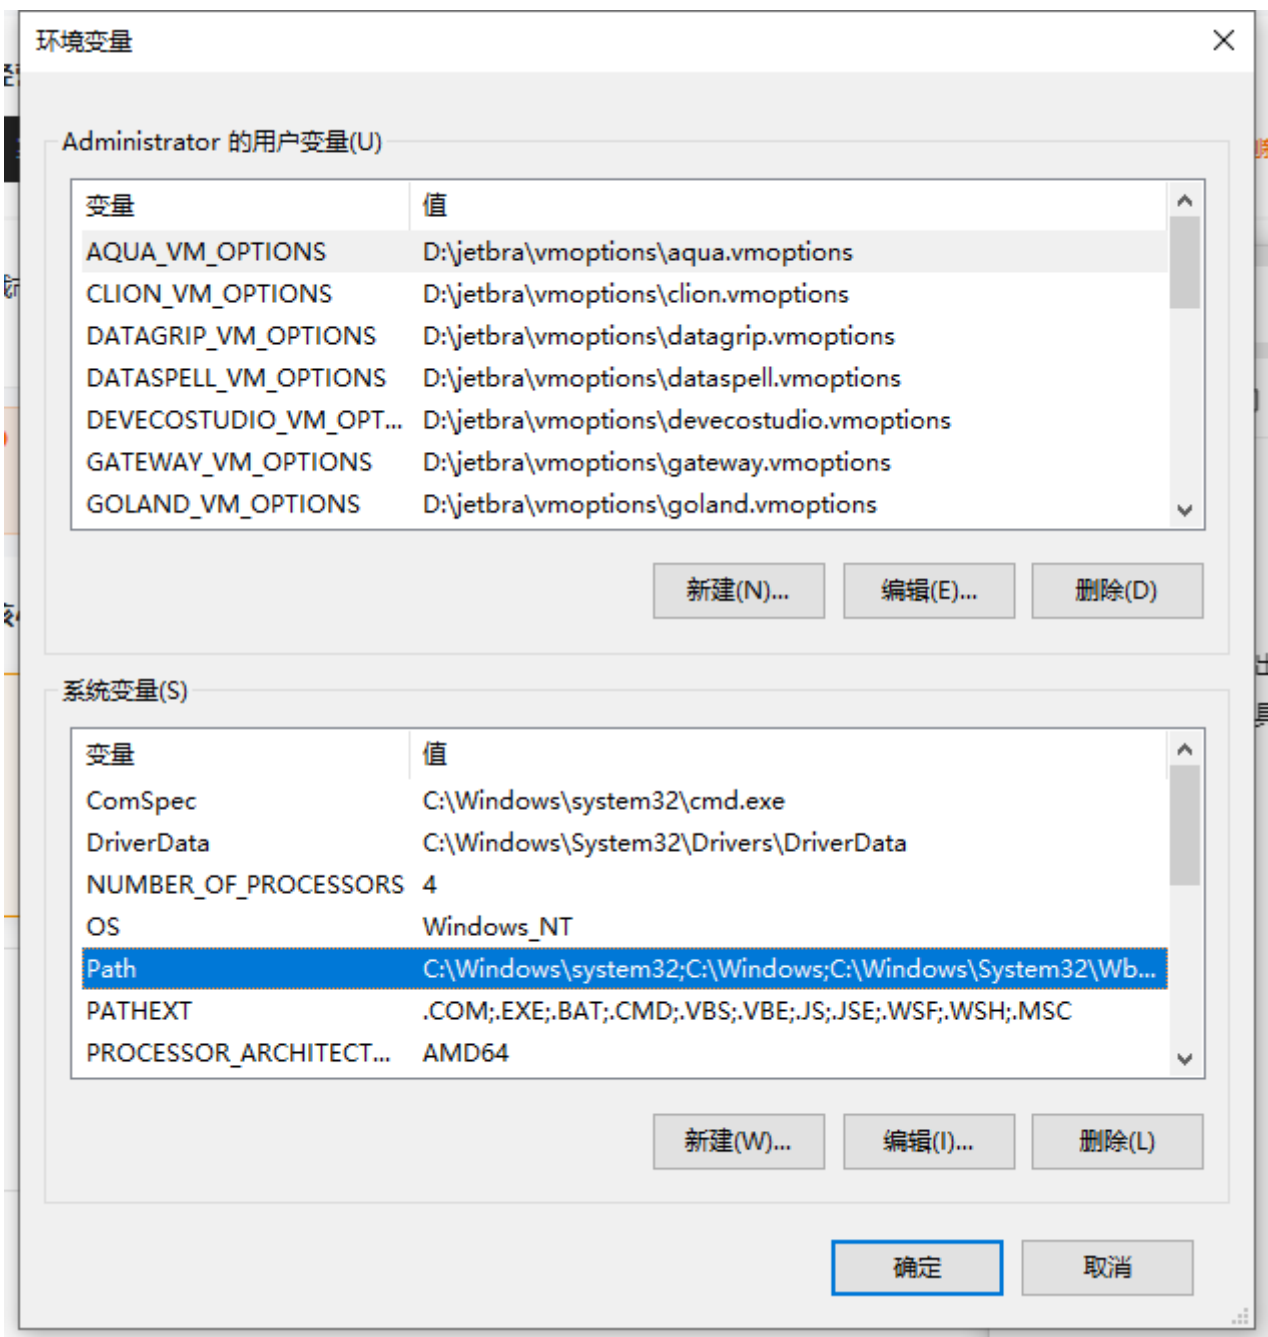 环境变量
Administrator 的用户变量(U)
变量 值
AQUA_VM_OPTIONS D:\jetbra\vmoptions\aqua.vmoptions
CLION_VM_OPTIONS D:\jetbra\vmoptions\clion.vmoptions
DATAGRIP_VM_OPTIONS D:\jetbra\vmoptions\datagrip.vmoptions
DATASPELL_VM_OPTIONS D:\jetbra\vmoptions\dataspell.vmoptions
DEVECOSTUDIO_VM_OPT... D:\jetbra\vmoptions\devecostudio.vmoptions
GATEWAY_VM_OPTIONS D:\jetbra\vmoptions\gateway.vmoptions
GOLAND_VM_OPTIONS D:\jetbra\vmoptions\goland.vmoptions
新建(N)... 编辑(E)... 删除(D)
系统变量(S)
变量 值
ComSpec C:\Windows\system32\cmd.exe
DriverData C:\Windows\System32\Drivers\DriverData
NUMBER_OF_PROCESSORS 4
OS Windows_NT
Path C:\Windows\system32;C:\Windows;C:\Windows\System32\Wb...
PATHEXT .COM;.EXE;.BAT;.CMD;.VBS;.VBE;.JS;.JSE;.WSF;.WSH;.MSC
PROCESSOR_ARCHITECT... AMD64
新建(W)... 编辑(I)... 删除(L)
确定 取消